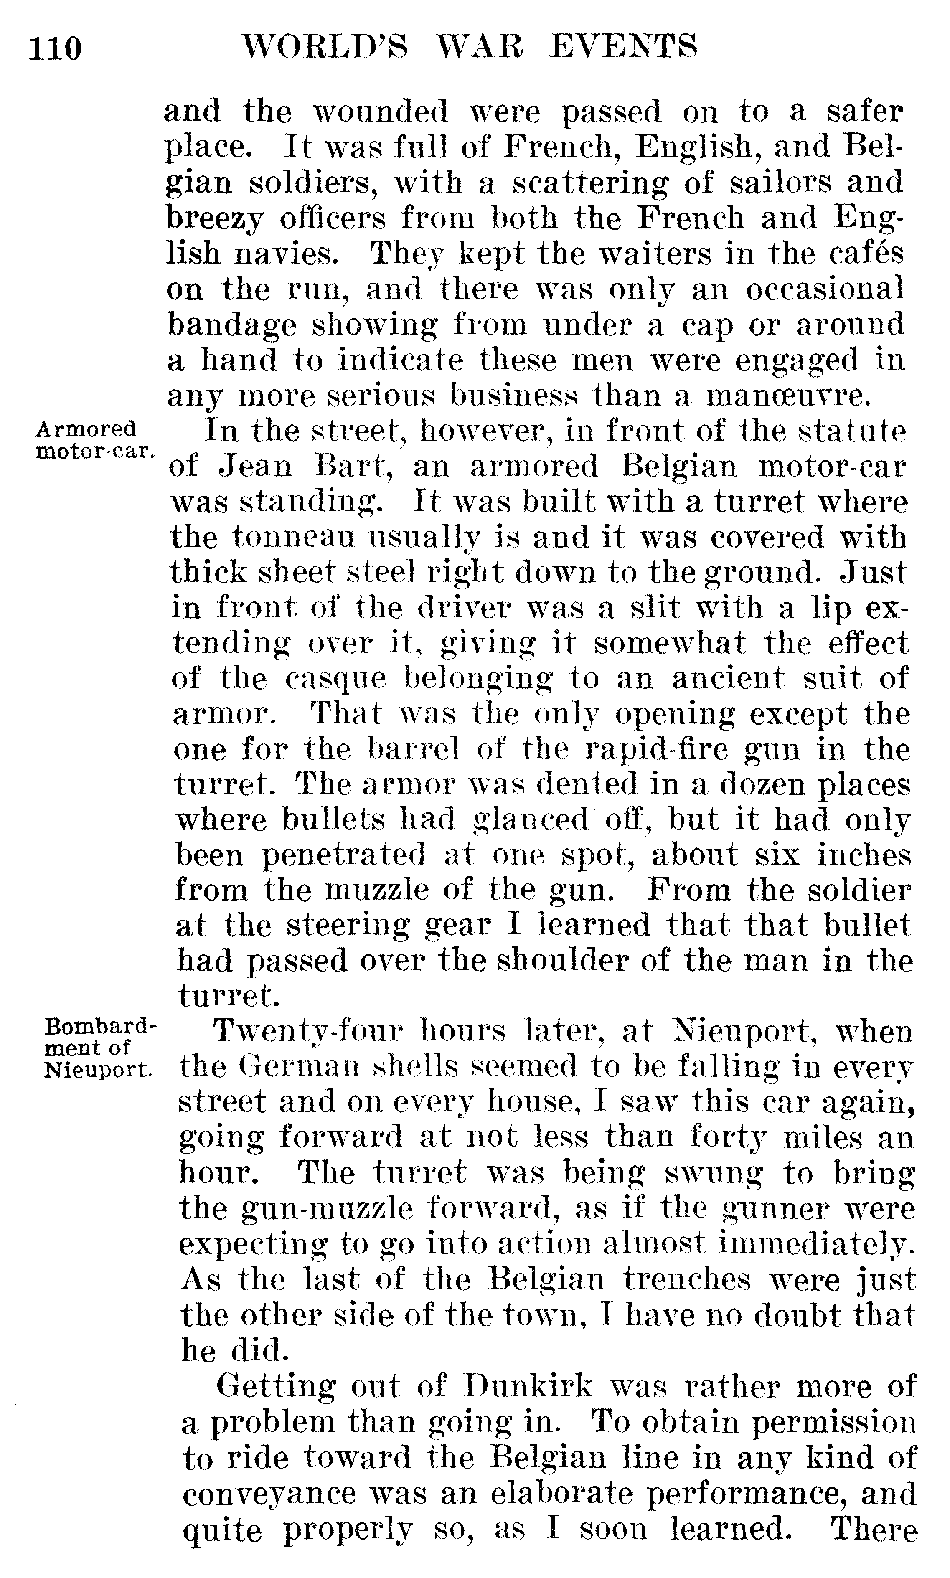 110 WORLD'S WAR EVENTS
and the wounded were passed on to a safer
place. It was full of French, English, and Bel-
gian soldiers, with a scattering of sailors and
breezy officers from both the French and Eng-
lish navies. They kept the waiters in the cafés
on the run, and there was only an occasional
bandage showing from under a cap or around
a hand to indicate these men were engaged in
any more serious business than a manœuvre.
Armored
motor-car.
In the street, however, in front of the statute
of Jean Bart, an armored Belgian motor-car
was standing. It was built with a turret where
the tonneau usually is and it was covered with
thick sheet steel right down to the ground. Just
in front of the driver was a slit with a lip ex-
tending over it, giving it somewhat the effect
of the casque belonging to an ancient suit of
armor. That was the only opening except the
one for the barrel of the rapid-fire gun in the
turret. The armor was dented in a dozen places
where bullets had glanced off, but it had only
been penetrated at one spot, about six inches
from the muzzle of the gun. From the soldier
at the steering gear I learned that that bullet
had passed over the shoulder of the man in the
turret.
Bombard-
ment of
Nieuport.
Twenty-four hours later, at Nieuport, when
the German shells seemed to be falling in every
street and on every house, I saw this car again,
going forward at not less than forty miles an
hour. The turret was being swung to bring
the gun-muzzle forward, as if the gunner were
expecting to go into action almost immediately.
As the last of the Belgian trenches were just
the other side of the town, I have no doubt that
he did.
Getting out of Dunkirk was rather more of
a problem than going in. To obtain permission
to ride toward the Belgian line in any kind of
conveyance was an elaborate performance, and
quite properly so, as I soon learned. There